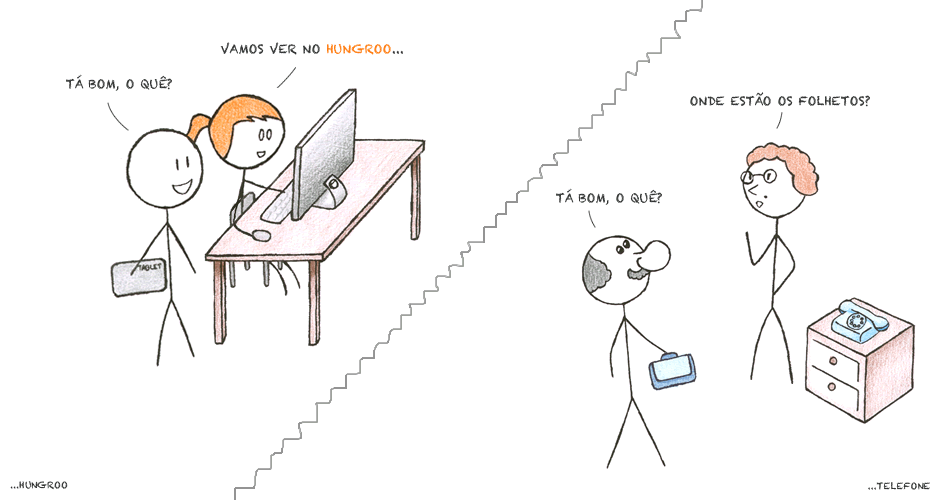 VAMOS VER NO HUNGROO...
TÁ BOM, O QUÊ?
TABLET
...HUNGROO
ONDE ESTÃO OS FOLHETOS?
TÁ BOM, O QUÊ?
...TELEFONE